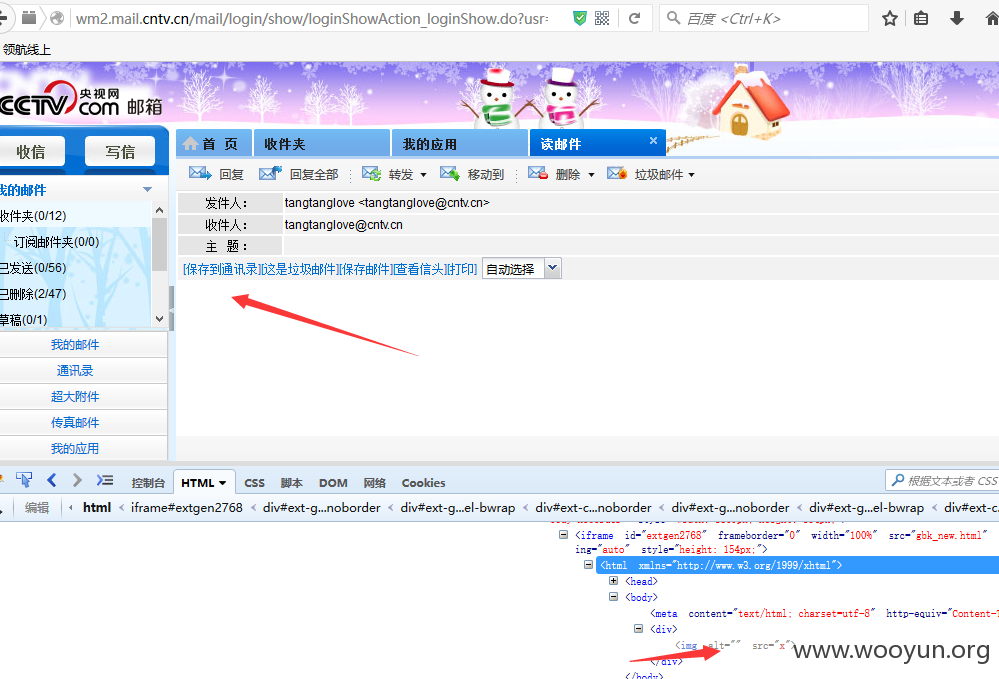 wm2.mail.cntv.cn/mail/login/show/loginShowAction_loginShow.do?usr=
百度 <Ctrl+K>
领航线上
CCTV 央视网 .com 邮箱
收信 写信
首 页 收件夹 我的应用 读邮件 ×
回复 回复全部 转发 移动到 删除 垃圾邮件
的邮件
收件夹(0/12)
订阅邮件夹(0/0)
已发送(0/56)
已删除(2/47)
草稿(0/1)
我的邮件
通讯录
超大附件
传真邮件
我的应用
发件人: tangtanglove <tangtanglove@cntv.cn>
收件人: tangtanglove@cntv.cn
主 题:
[保存到通讯录][这是垃圾邮件][保存邮件][查看信头][打印] 自动选择
控制台 HTML CSS 脚本 DOM 网络 Cookies
根据文本或者 CSS
编辑 html < iframe#extgen2768 < div#ext-g...noborder < div#ext-g...el-bwrap < div#ext-c...noborder < div#ext-g...noborder < div#ext-g...el-bwrap < div#ext-c..
<iframe id="extgen2768" frameborder="0" width="100%" src="gbk_new.html"
ing="auto" style="height: 154px;">
<html xmlns="http://www.w3.org/1999/xhtml">
<head>
<body>
<meta content="text/html; charset=utf-8" http-equiv="Content-T
<div>
<img alt="" src="x">
</div>
</body>
www.wooyun.org